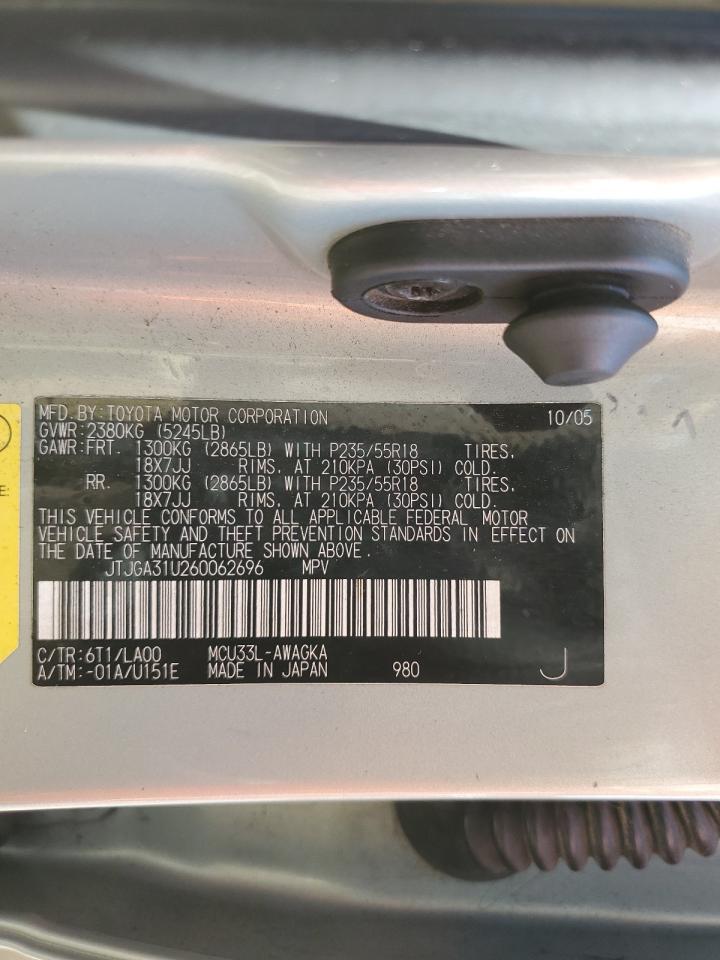 MFD. BY: TOYOTA MOTOR CORPORATION 10/05
GVWR: 2380KG (5245LB)
GAWR: FRT. 1300KG (2865LB) WITH P235/55R18 TIRES,
18X7JJ RIMS, AT 210KPA (30PSI) COLD.
RR. 1300KG (2865LB) WITH P235/55R18 TIRES,
18X7JJ RIMS, AT 210KPA (30PSI) COLD.
THIS VEHICLE CONFORMS TO ALL APPLICABLE FEDERAL MOTOR
VEHICLE SAFETY AND THEFT PREVENTION STANDARDS IN EFFECT ON
THE DATE OF MANUFACTURE SHOWN ABOVE.
JTJGA31U260062696 MPV
C/TR: 6T1/LA00 MCU33L-AWAGKA
A/TM: -01A/U151E MADE IN JAPAN 980 J